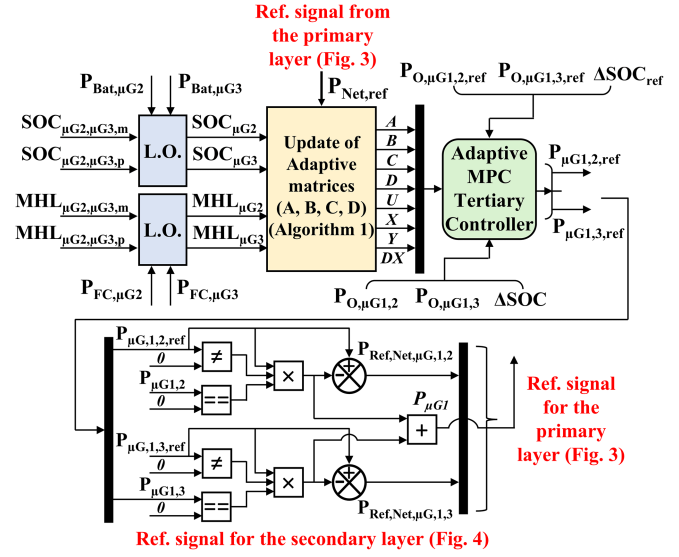 Ref. signal from
the primary
layer (Fig. 3)
P_Bat,μG2 P_Bat,μG3
P_Net,ref
P_O,μG1,2,ref P_O,μG1,3,ref ΔSOC_ref
SOC_μG2,μG3,m
SOC_μG2,μG3,p
L.O.
SOC_μG2
SOC_μG3
MHL_μG2,μG3,m
MHL_μG2,μG3,p
L.O.
MHL_μG2
MHL_μG3
P_FC,μG2 P_FC,μG3
Update of
Adaptive
matrices
(A, B, C, D)
(Algorithm 1)
A
B
C
D
U
X
Y
DX
Adaptive
MPC
Tertiary
Controller
P_μG1,2,ref
P_μG1,3,ref
P_O,μG1,2 P_O,μG1,3 ΔSOC
P_μG,1,2,ref
0
≠
P_μG1,2
0
==
×
+
-
P_Ref,Net,μG,1,2
P_μG1
+
P_μG,1,3,ref
0
≠
P_μG1,3
0
==
×
+
-
P_Ref,Net,μG,1,3
Ref. signal
for the
primary
layer (Fig. 3)
Ref. signal for the secondary layer (Fig. 4)